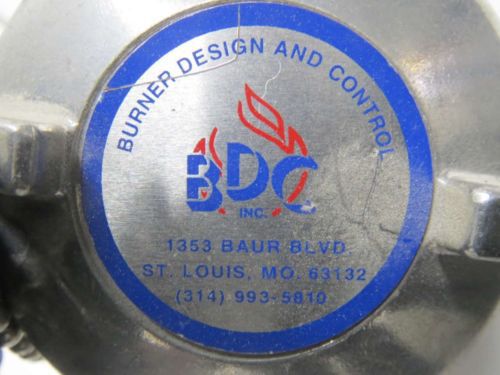 BURNER DESIGN AND CONTROL
BDC
INC.
1353 BAUR BLVD.
ST. LOUIS, MO. 63132
(314) 993-5810